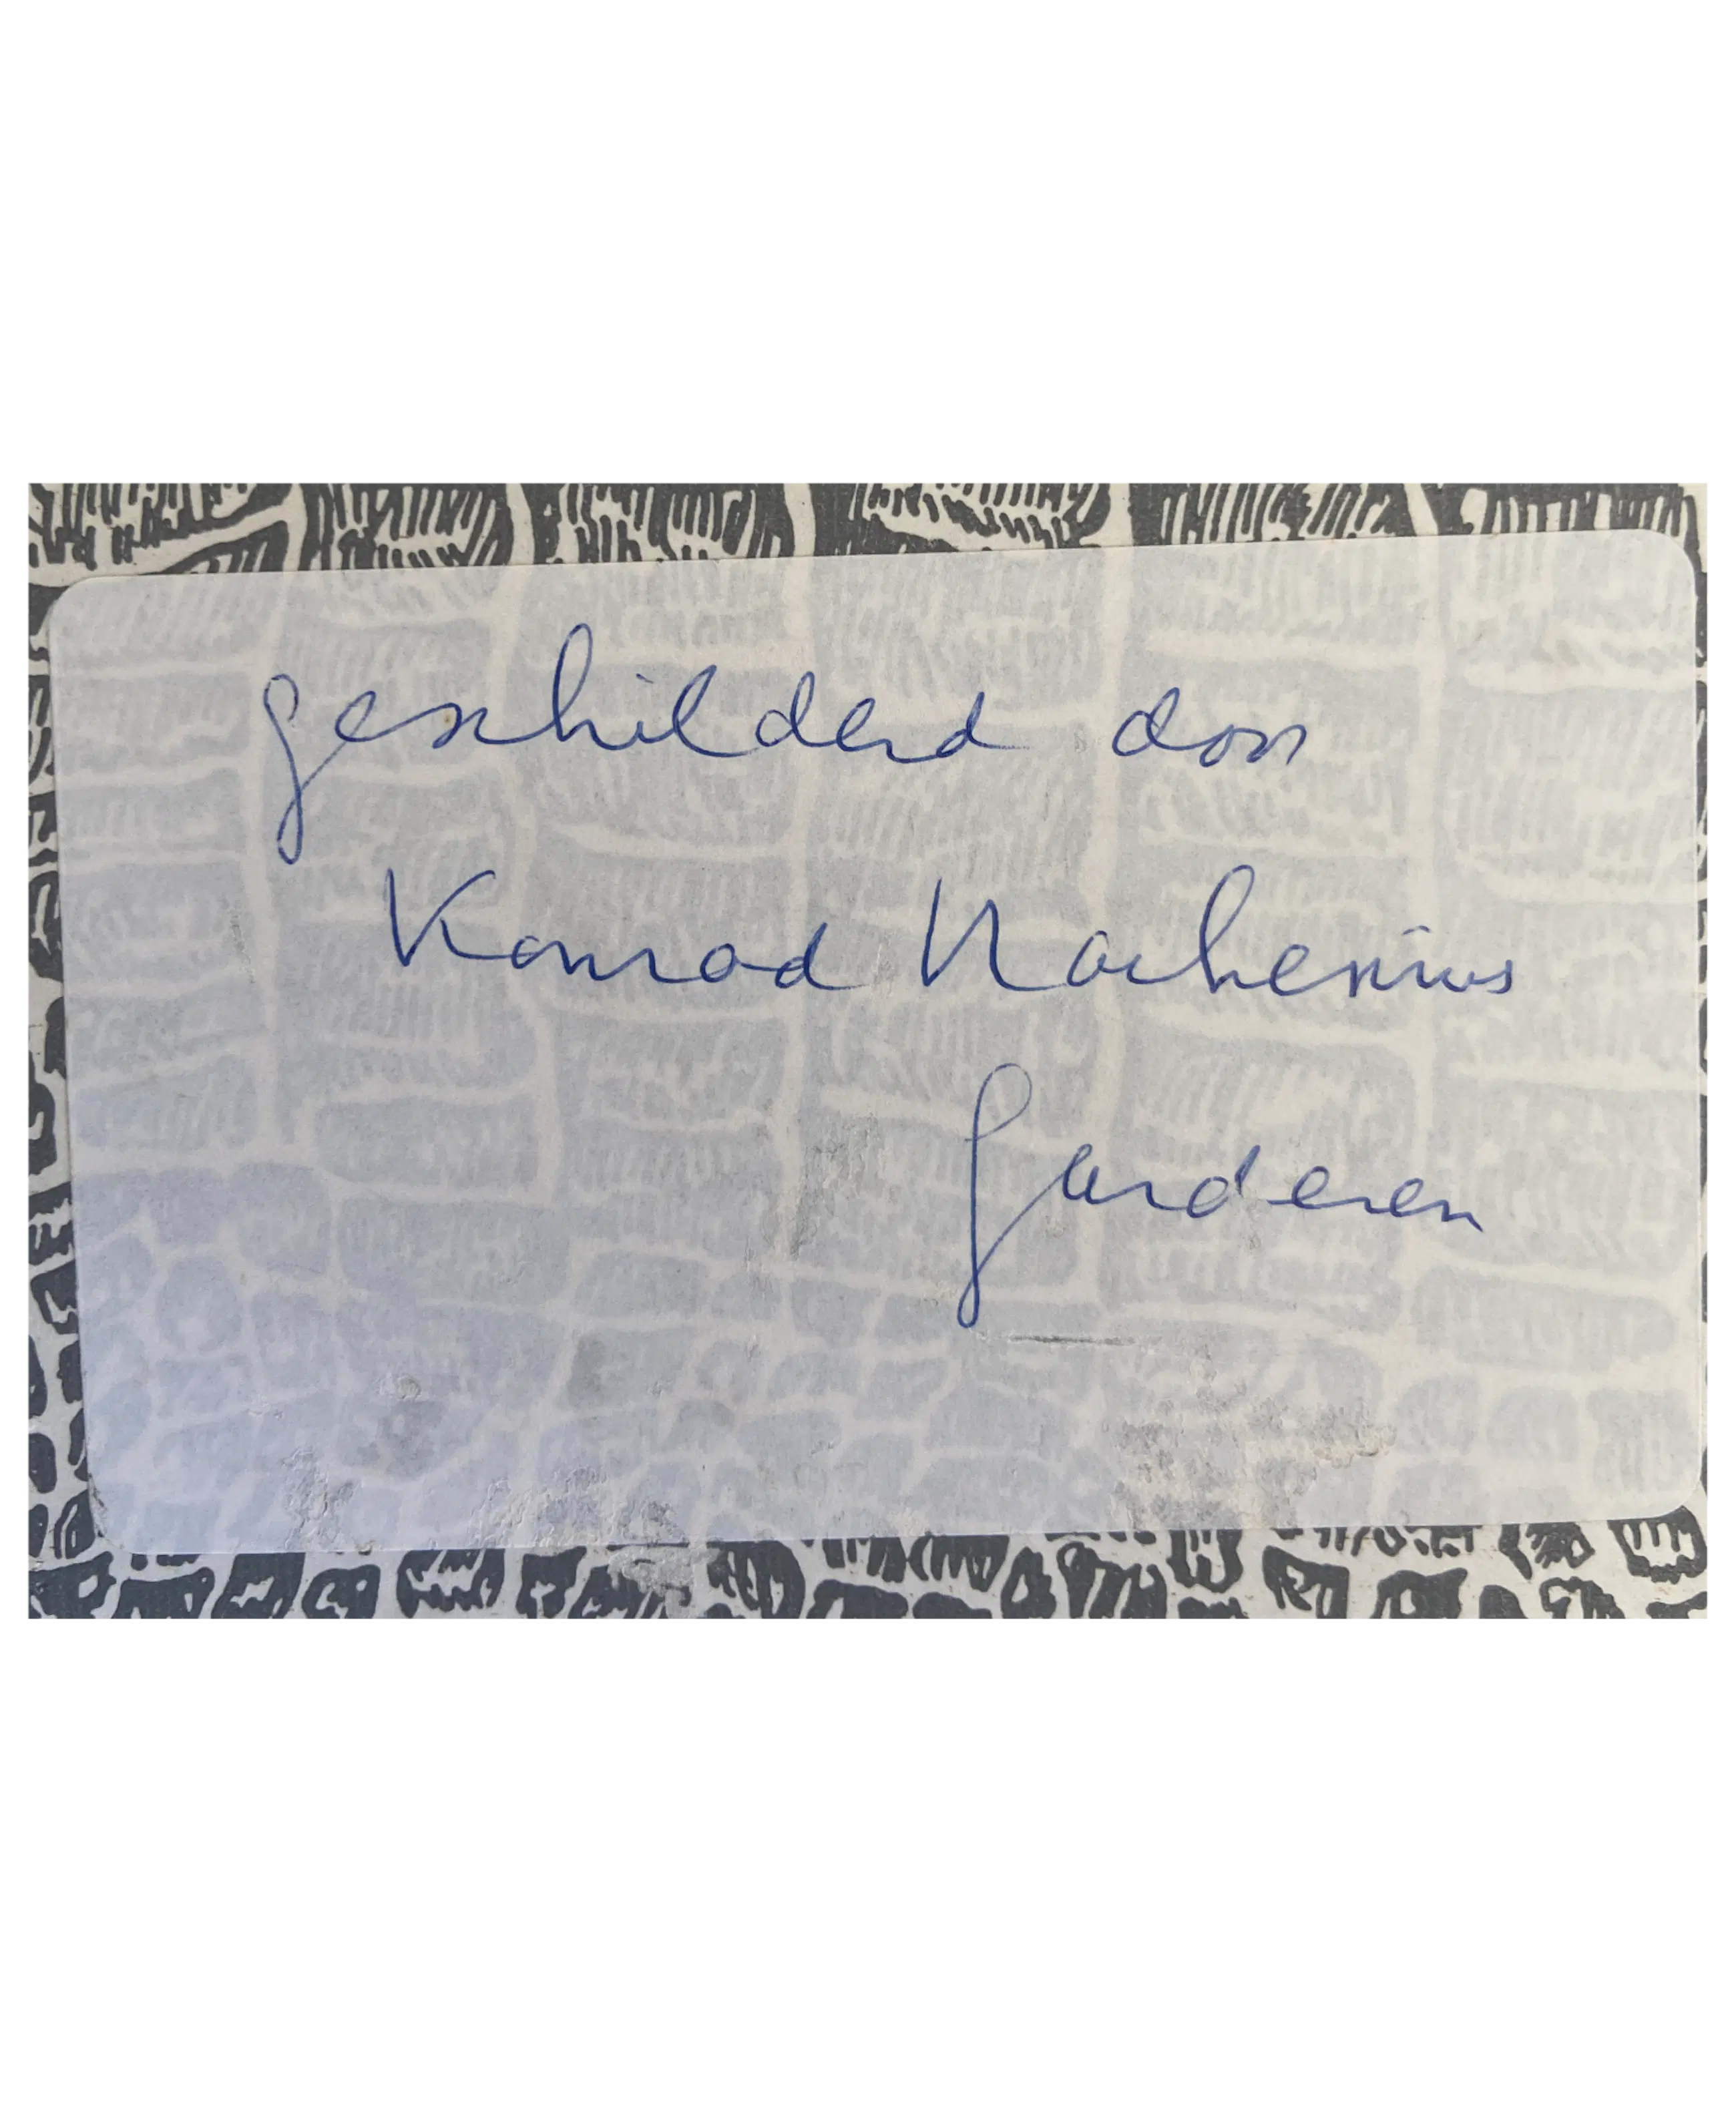 geschilderd door
Konrad Nachenius
Garderen